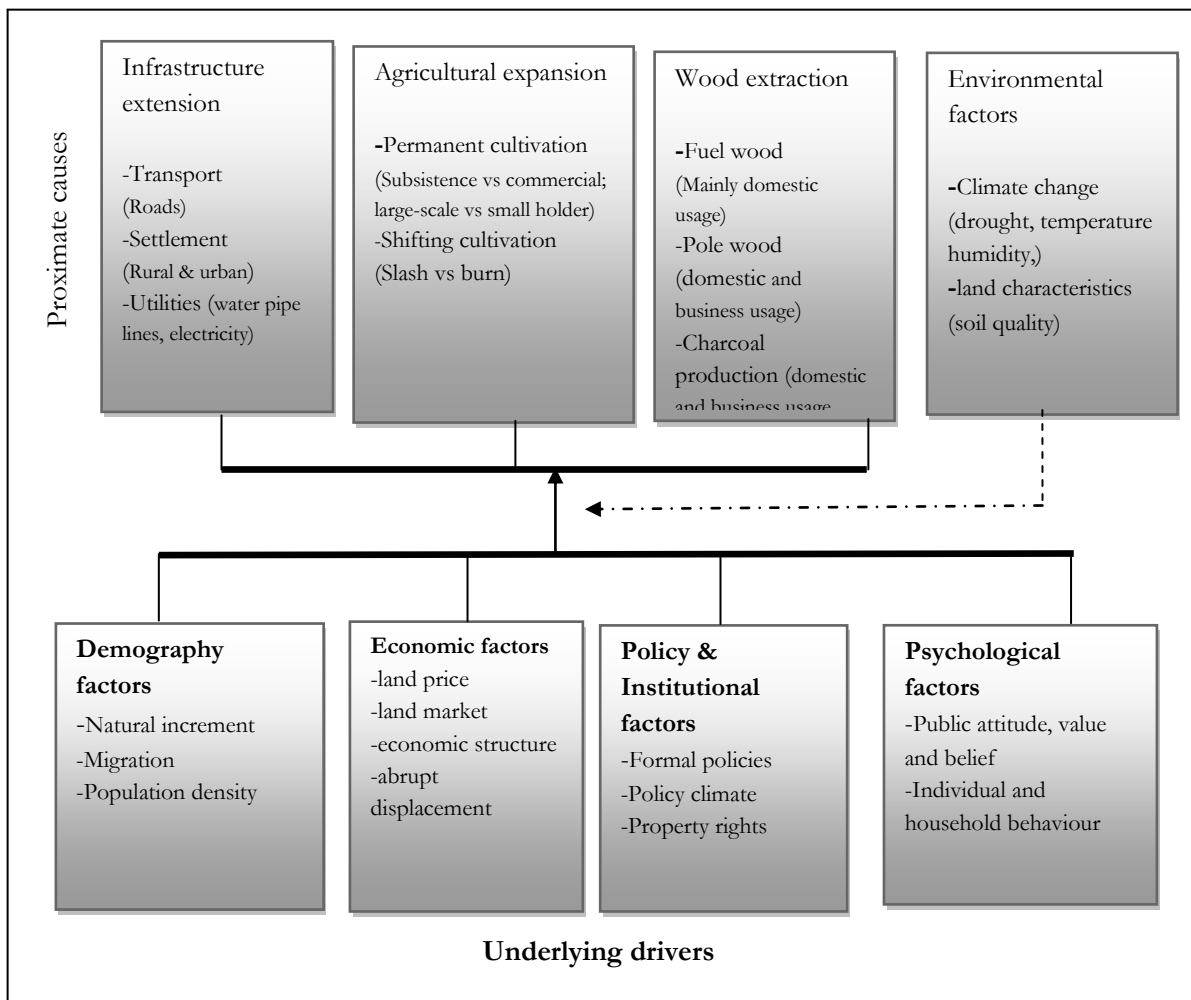 Proximate causes
Infrastructure
extension
-Transport
(Roads)
-Settlement
(Rural & urban)
-Utilities (water pipe
lines, electricity)
Agricultural expansion
-Permanent cultivation
(Subsistence vs commercial;
large-scale vs small holder)
-Shifting cultivation
(Slash vs burn)
Wood extraction
-Fuel wood
(Mainly domestic
usage)
-Pole wood
(domestic and
business usage)
-Charcoal
production (domestic
and business usage
Environmental
factors
-Climate change
(drought, temperature
humidity,)
-land characteristics
(soil quality)
Demography
factors
-Natural increment
-Migration
-Population density
Economic factors
-land price
-land market
-economic structure
-abrupt
displacement
Policy &
Institutional
factors
-Formal policies
-Policy climate
-Property rights
Psychological
factors
-Public attitude, value
and belief
-Individual and
household behaviour
Underlying drivers